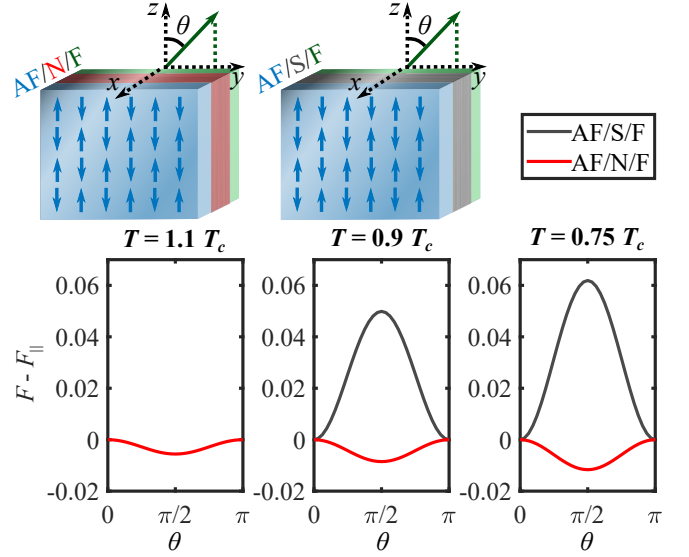 z z
θ θ
AF/N/F x y AF/S/F x y
AF/S/F
AF/N/F
T = 1.1 T_c T = 0.9 T_c T = 0.75 T_c
F - F_||
0.06 0.06 0.06
0.04 0.04 0.04
0.02 0.02 0.02
0 0 0
-0.02 -0.02 -0.02
0 π/2 π 0 π/2 π 0 π/2 π
θ θ θ